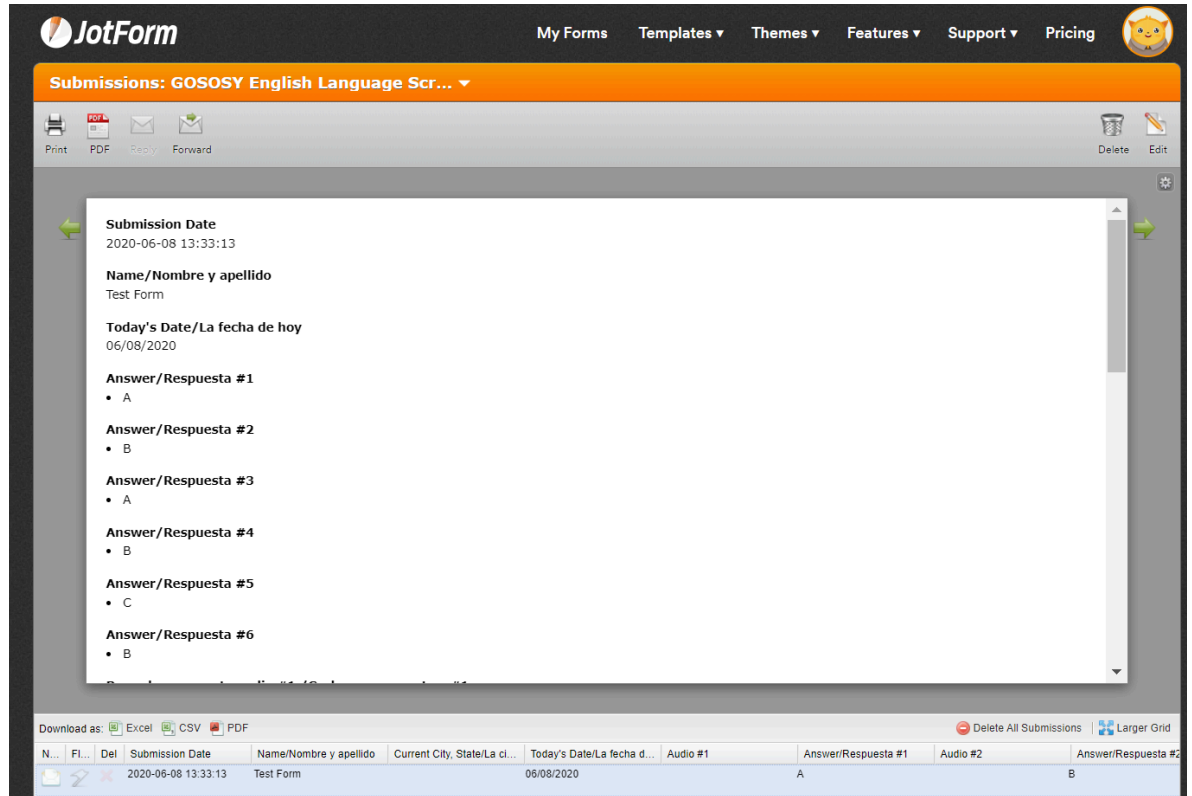 JotForm
My Forms Templates ▾ Themes ▾ Features ▾ Support ▾ Pricing
Submissions: GOSOSY English Language Scr...
Print PDF Reply Forward Delete Edit
Submission Date
2020-06-08 13:33:13
Name/Nombre y apellido
Test Form
Today's Date/La fecha de hoy
06/08/2020
Answer/Respuesta #1
• A
Answer/Respuesta #2
• B
Answer/Respuesta #3
• A
Answer/Respuesta #4
• B
Answer/Respuesta #5
• C
Answer/Respuesta #6
• B
Download as: Excel CSV PDF Delete All Submissions Larger Grid
N... Fl... Del Submission Date Name/Nombre y apellido Current City, State/La ci... Today's Date/La fecha d... Audio #1 Answer/Respuesta #1 Audio #2 Answer/Respuesta #2
2020-06-08 13:33:13 Test Form 06/08/2020 A B